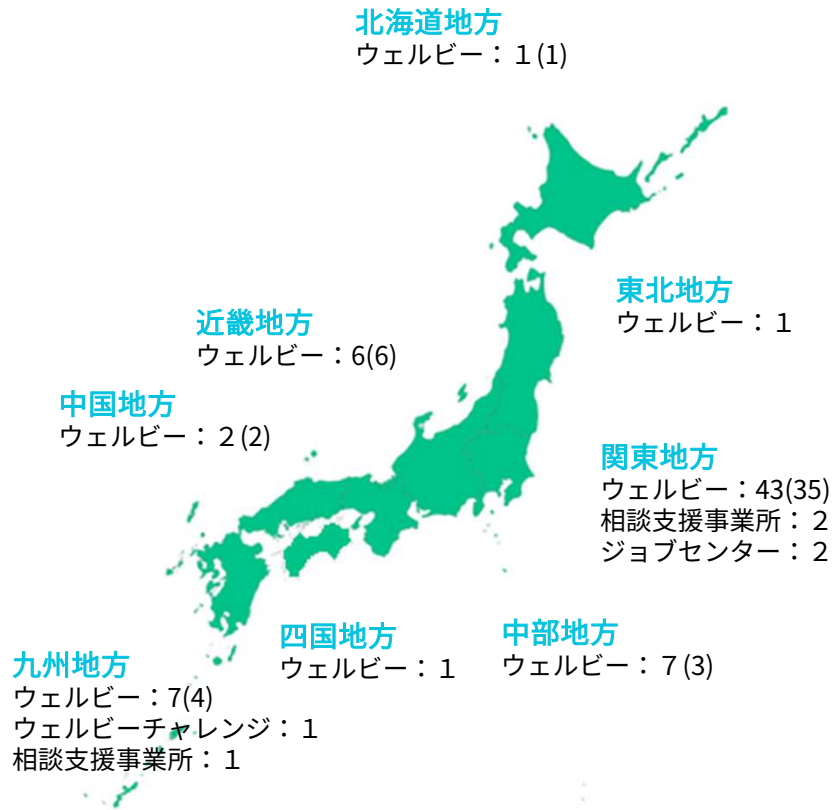 北海道地方
ウェルビー：１(1)
東北地方
ウェルビー：１
近畿地方
ウェルビー：6(6)
中国地方
ウェルビー：２(2)
関東地方
ウェルビー：43(35)
相談支援事業所：２
ジョブセンター：２
中部地方
ウェルビー：７(3)
四国地方
ウェルビー：１
九州地方
ウェルビー：7(4)
ウェルビーチャレンジ：１
相談支援事業所：１